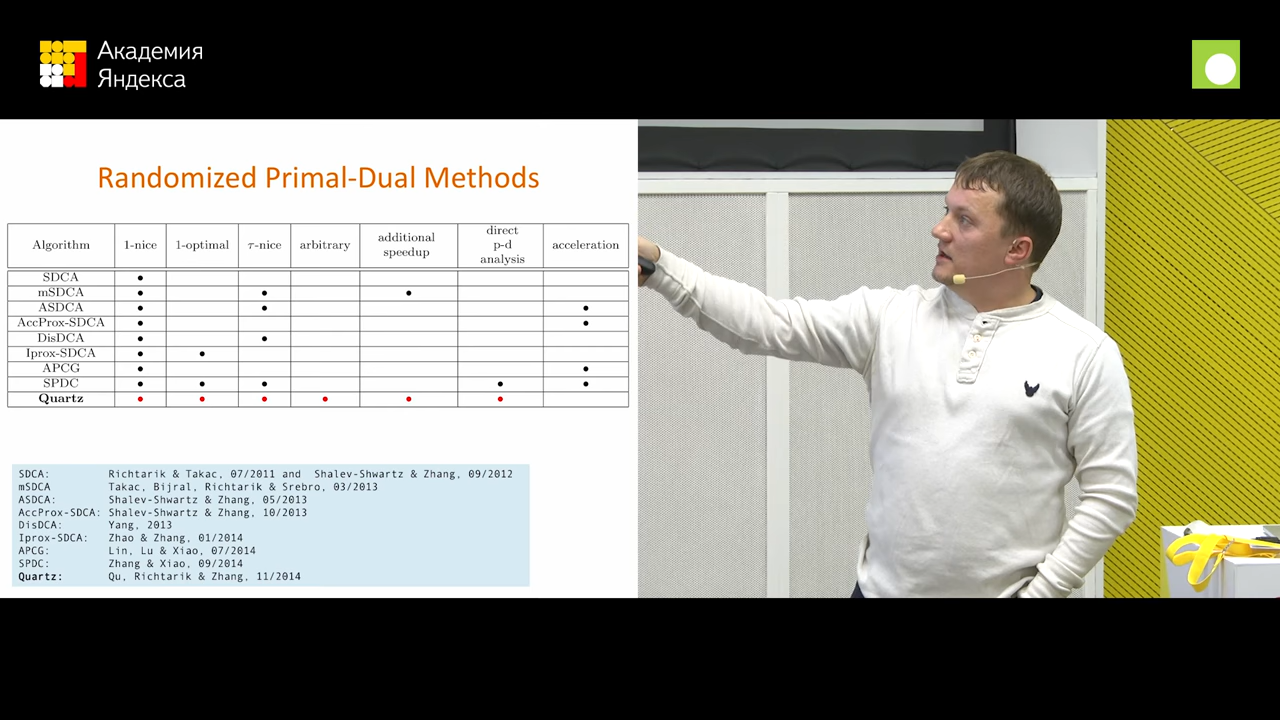 Академия
Яндекса
Randomized Primal-Dual Methods
Algorithm 1-nice 1-optimal τ-nice arbitrary additional speedup direct p-d analysis acceleration
SDCA •
mSDCA • • •
ASDCA • • •
AccProx-SDCA • •
DisDCA • •
Iprox-SDCA • •
APCG • •
SPDC • • • • •
Quartz • • • • • •
SDCA: Richtarik & Takac, 07/2011 and Shalev-Shwartz & Zhang, 09/2012
mSDCA Takac, Bijral, Richtarik & Srebro, 03/2013
ASDCA: Shalev-Shwartz & Zhang, 05/2013
AccProx-SDCA: Shalev-Shwartz & Zhang, 10/2013
DisDCA: Yang, 2013
Iprox-SDCA: Zhao & Zhang, 01/2014
APCG: Lin, Lu & Xiao, 07/2014
SPDC: Zhang & Xiao, 09/2014
Quartz: Qu, Richtarik & Zhang, 11/2014